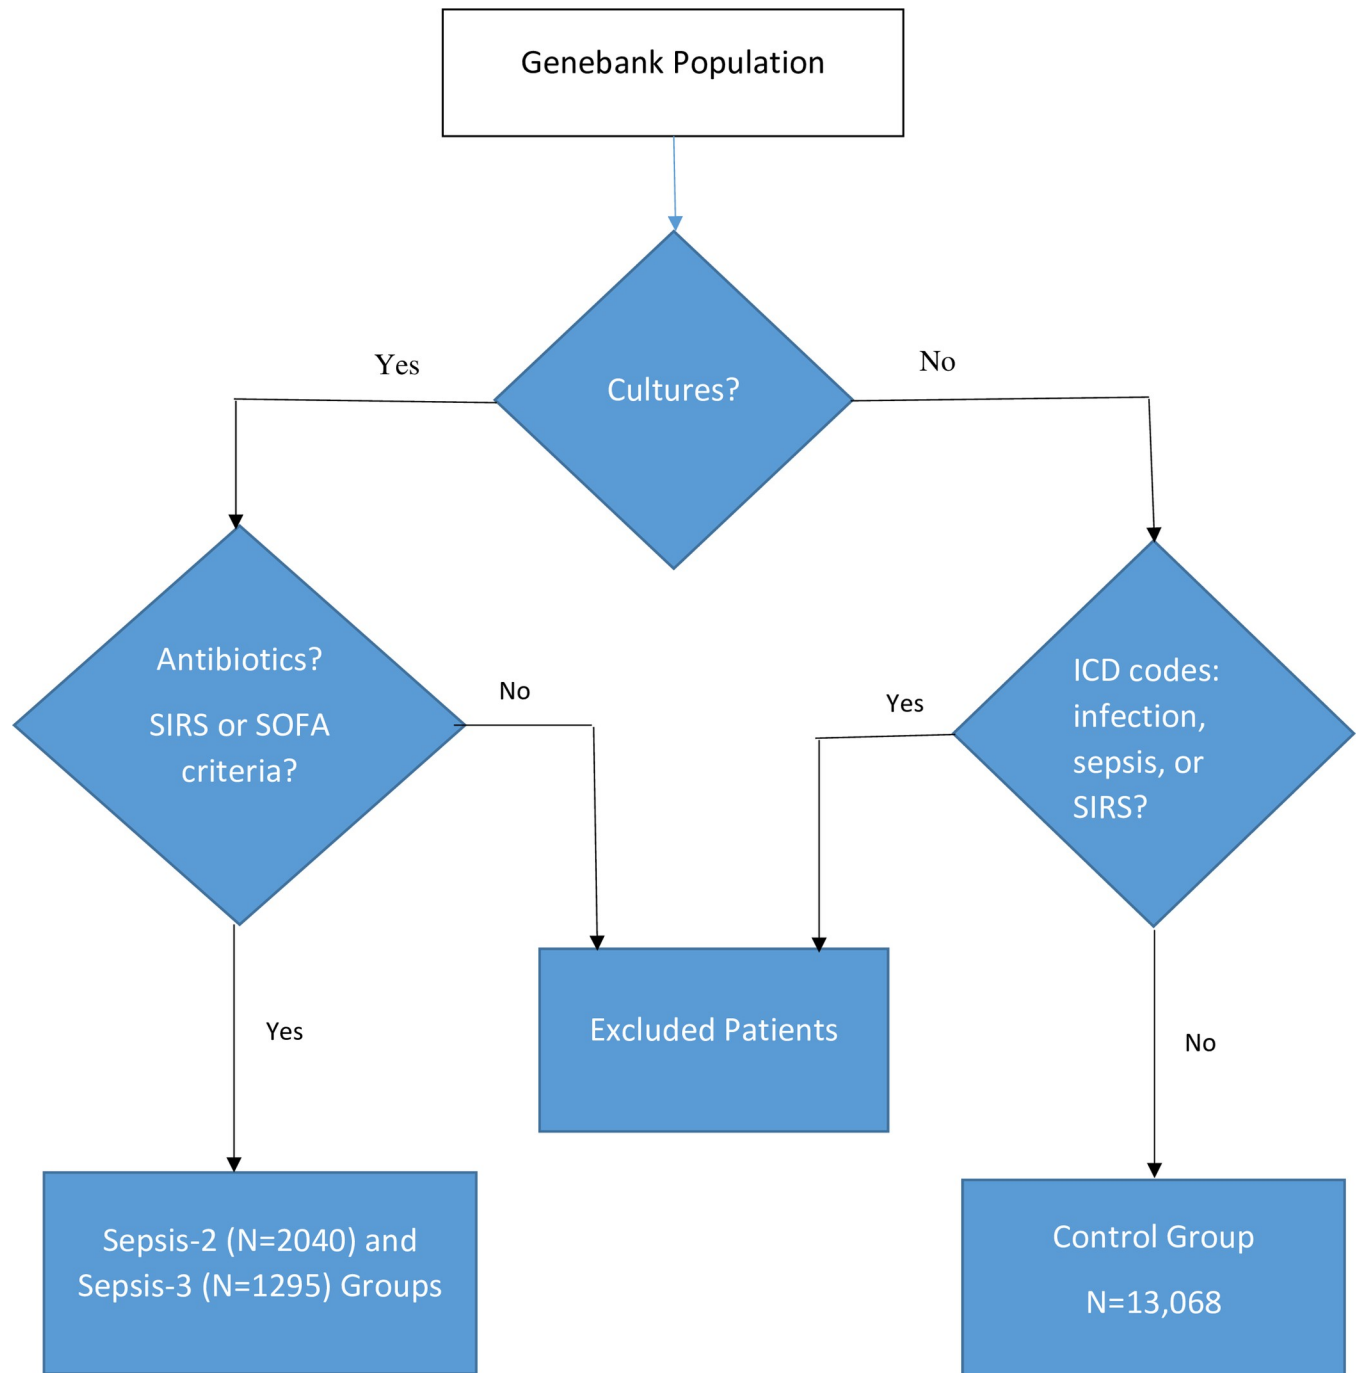 Genebank Population
Yes
No
Cultures?
Antibiotics?
SIRS or SOFA
criteria?
No
Yes
ICD codes:
infection,
sepsis, or
SIRS?
Yes
Excluded Patients
No
Sepsis-2 (N=2040) and
Sepsis-3 (N=1295) Groups
Control Group
N=13,068